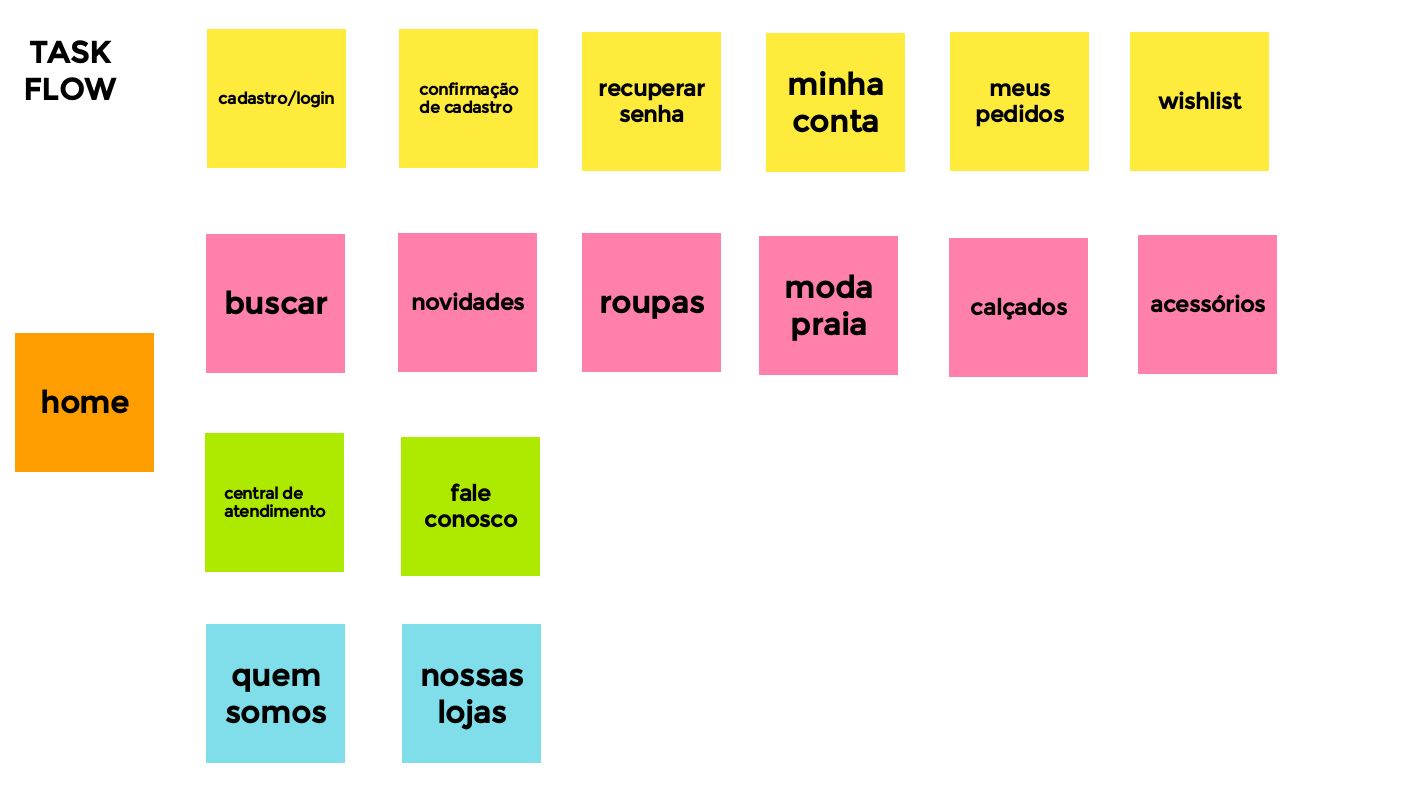 TASK
FLOW
cadastro/login
confirmação
de cadastro
recuperar
senha
minha
conta
meus
pedidos
wishlist
buscar
novidades
roupas
moda
praia
calçados
acessórios
home
central de
atendimento
fale
conosco
quem
somos
nossas
lojas